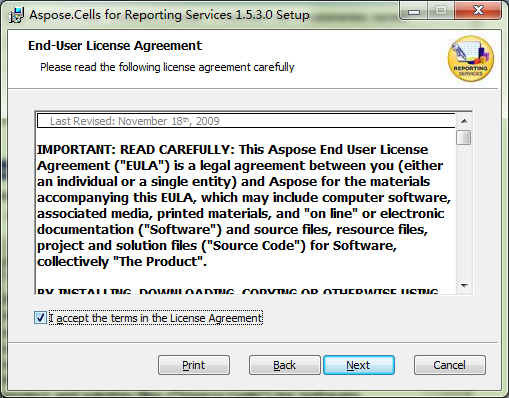 Aspose.Cells for Reporting Services 1.5.3.0 Setup
End-User License Agreement
Please read the following license agreement carefully
REPORTING
SERVICES
Last Revised: November 18th, 2009
IMPORTANT: READ CAREFULLY: This Aspose End User License
Agreement ("EULA") is a legal agreement between you (either
an individual or a single entity) and Aspose for the materials
accompanying this EULA, which may include computer software,
associated media, printed materials, and "on line" or electronic
documentation ("Software") and source files, resource files,
project and solution files ("Source Code") for Software,
collectively "The Product".
BY INSTALLING, DOWNLOADING, COPYING OR OTHERWISE USING
I accept the terms in the License Agreement
Print
Back
Next
Cancel